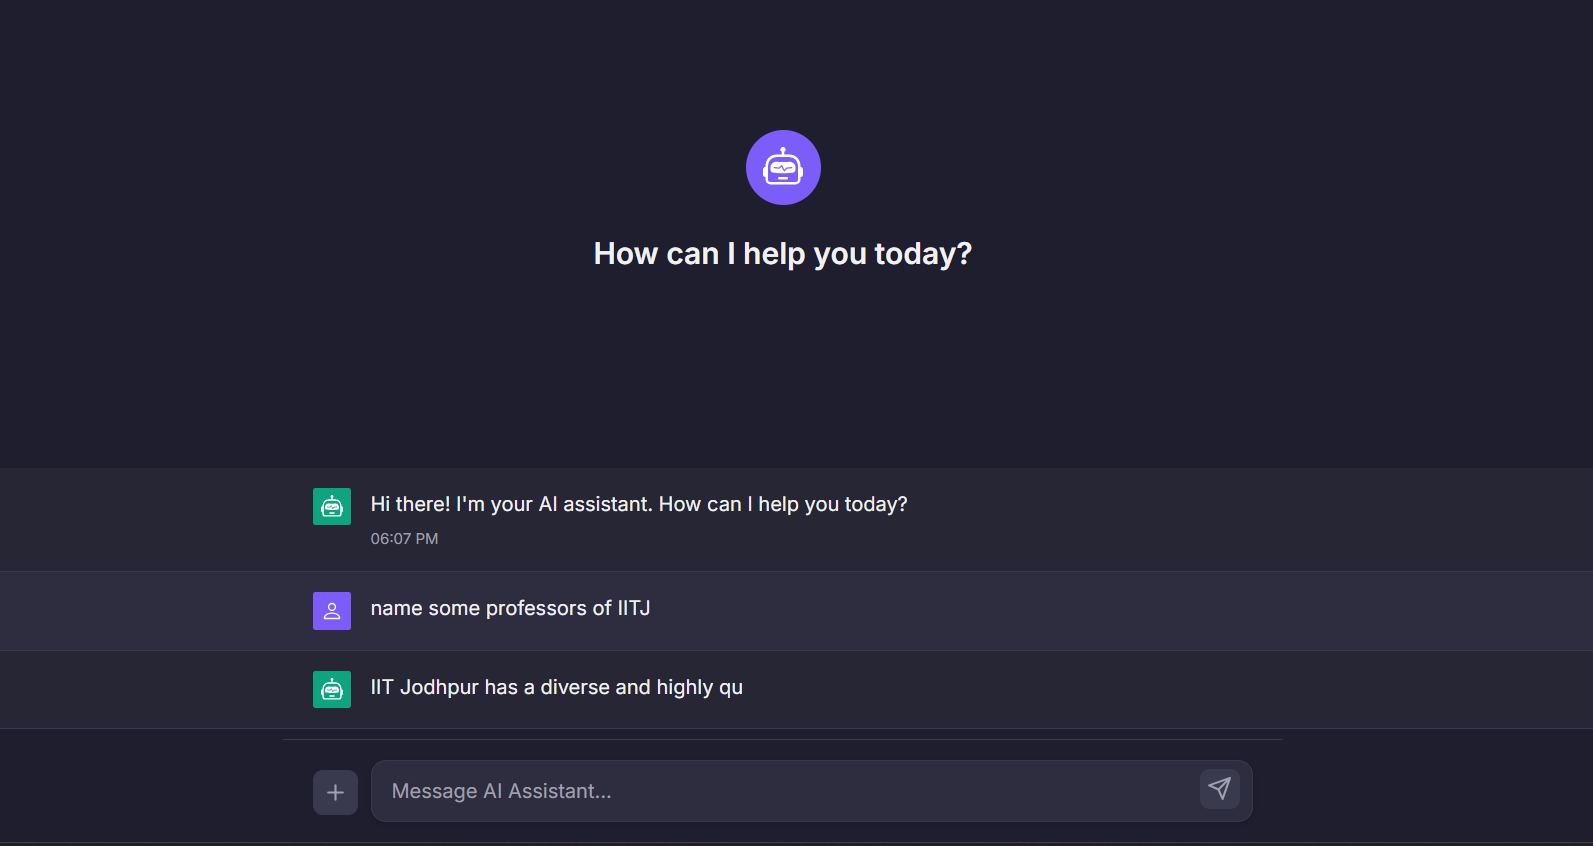 How can I help you today?
Hi there! I'm your AI assistant. How can I help you today?
06:07 PM
name some professors of IITJ
IIT Jodhpur has a diverse and highly qu
Message AI Assistant...